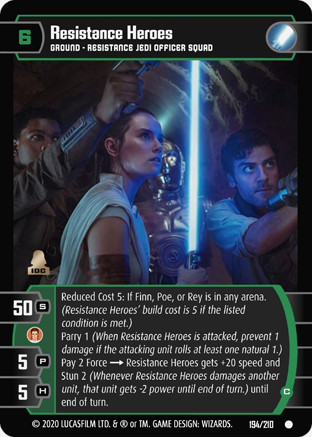 6
Resistance Heroes
GROUND - RESISTANCE JEDI OFFICER SQUAD
IDC
50 S
5 P
5 H
Reduced Cost 5: If Finn, Poe, or Rey is in any arena.
(Resistance Heroes' build cost is 5 if the listed
condition is met.)
Parry 1 (When Resistance Heroes is attacked, prevent 1
damage if the attacking unit rolls at least one natural 1.)
Pay 2 Force → Resistance Heroes gets +20 speed and
Stun 2 (Whenever Resistance Heroes damages another
unit, that unit gets -2 power until end of turn.) until
end of turn.
C
© 2020 LUCASFILM LTD. & ® or TM. GAME DESIGN: WIZARDS.
194/210